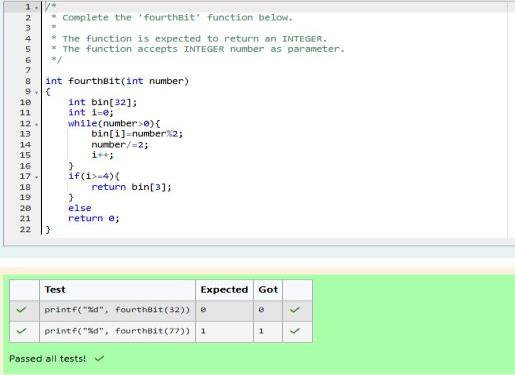 1 /*
2  * Complete the 'fourthBit' function below.
3  *
4  * The function is expected to return an INTEGER.
5  * The function accepts INTEGER number as parameter.
6  */
7
8 int fourthBit(int number)
9 {
10     int bin[32];
11     int i=0;
12     while(number>0){
13         bin[i]=number%2;
14         number/=2;
15         i++;
16     }
17     if(i>=4){
18         return bin[3];
19     }
20     else
21     return 0;
22 }
Test Expected Got
printf("%d", fourthBit(32)) 0 0
printf("%d", fourthBit(77)) 1 1
Passed all tests!